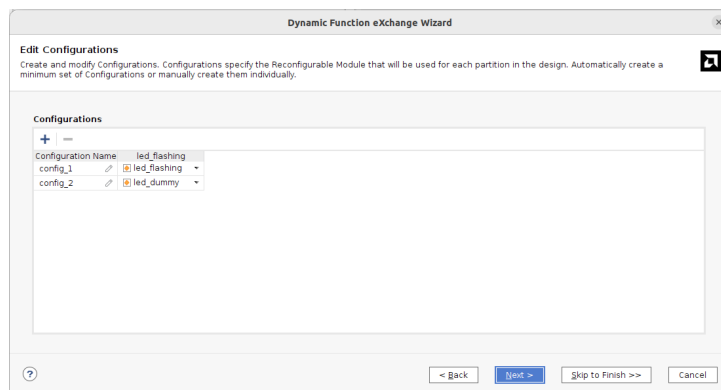 Dynamic Function eXchange Wizard
Edit Configurations
Create and modify Configurations. Configurations specify the Reconfigurable Module that will be used for each partition in the design. Automatically create a
minimum set of Configurations or manually create them individually.
Configurations
Configuration Name led_flashing
config_1 led_flashing
config_2 led_dummy
? < Back Next > Skip to Finish >> Cancel